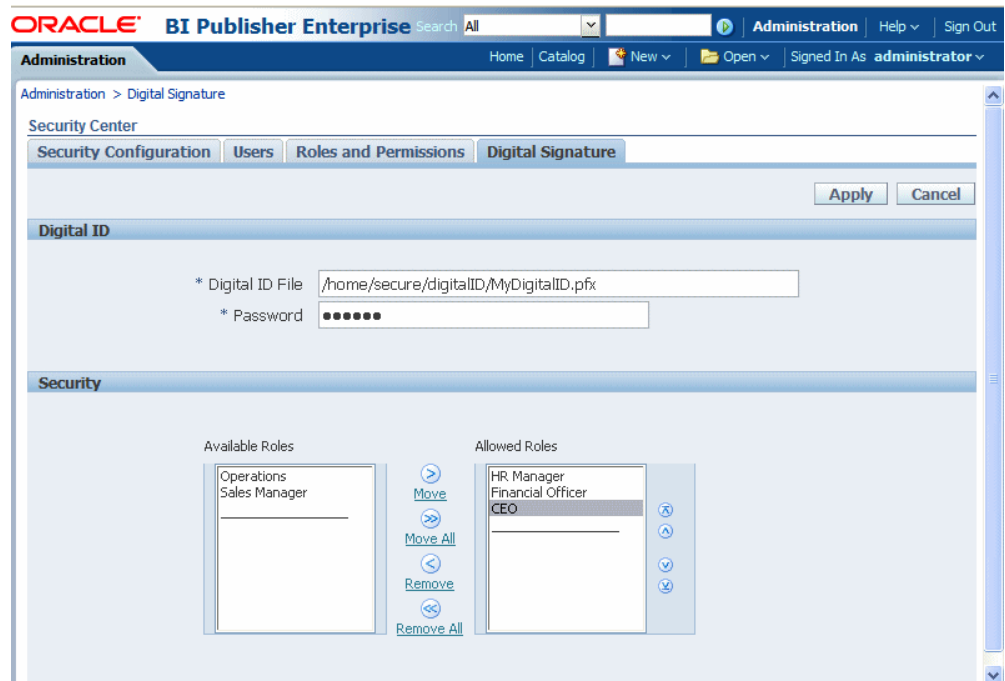 ORACLE BI Publisher Enterprise Search All Administration Help Sign Out
Administration Home Catalog New Open Signed In As administrator
Administration > Digital Signature
Security Center
Security Configuration Users Roles and Permissions Digital Signature
Apply Cancel
Digital ID
* Digital ID File /home/secure/digitalID/MyDigitalID.pfx
* Password ●●●●●●
Security
Available Roles
Operations
Sales Manager
Move
Move All
Remove
Remove All
Allowed Roles
HR Manager
Financial Officer
CEO